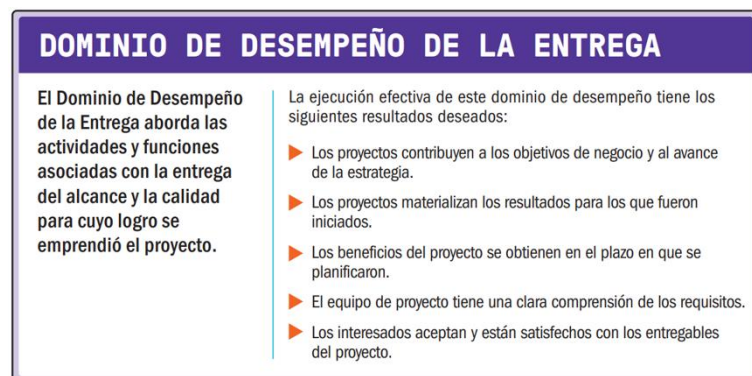 DOMINIO DE DESEMPEÑO DE LA ENTREGA
El Dominio de Desempeño
de la Entrega aborda las
actividades y funciones
asociadas con la entrega
del alcance y la calidad
para cuyo logro se
emprendió el proyecto.
La ejecución efectiva de este dominio de desempeño tiene los
siguientes resultados deseados:
Los proyectos contribuyen a los objetivos de negocio y al avance
de la estrategia.
Los proyectos materializan los resultados para los que fueron
iniciados.
Los beneficios del proyecto se obtienen en el plazo en que se
planificaron.
El equipo de proyecto tiene una clara comprensión de los requisitos.
Los interesados aceptan y están satisfechos con los entregables
del proyecto.